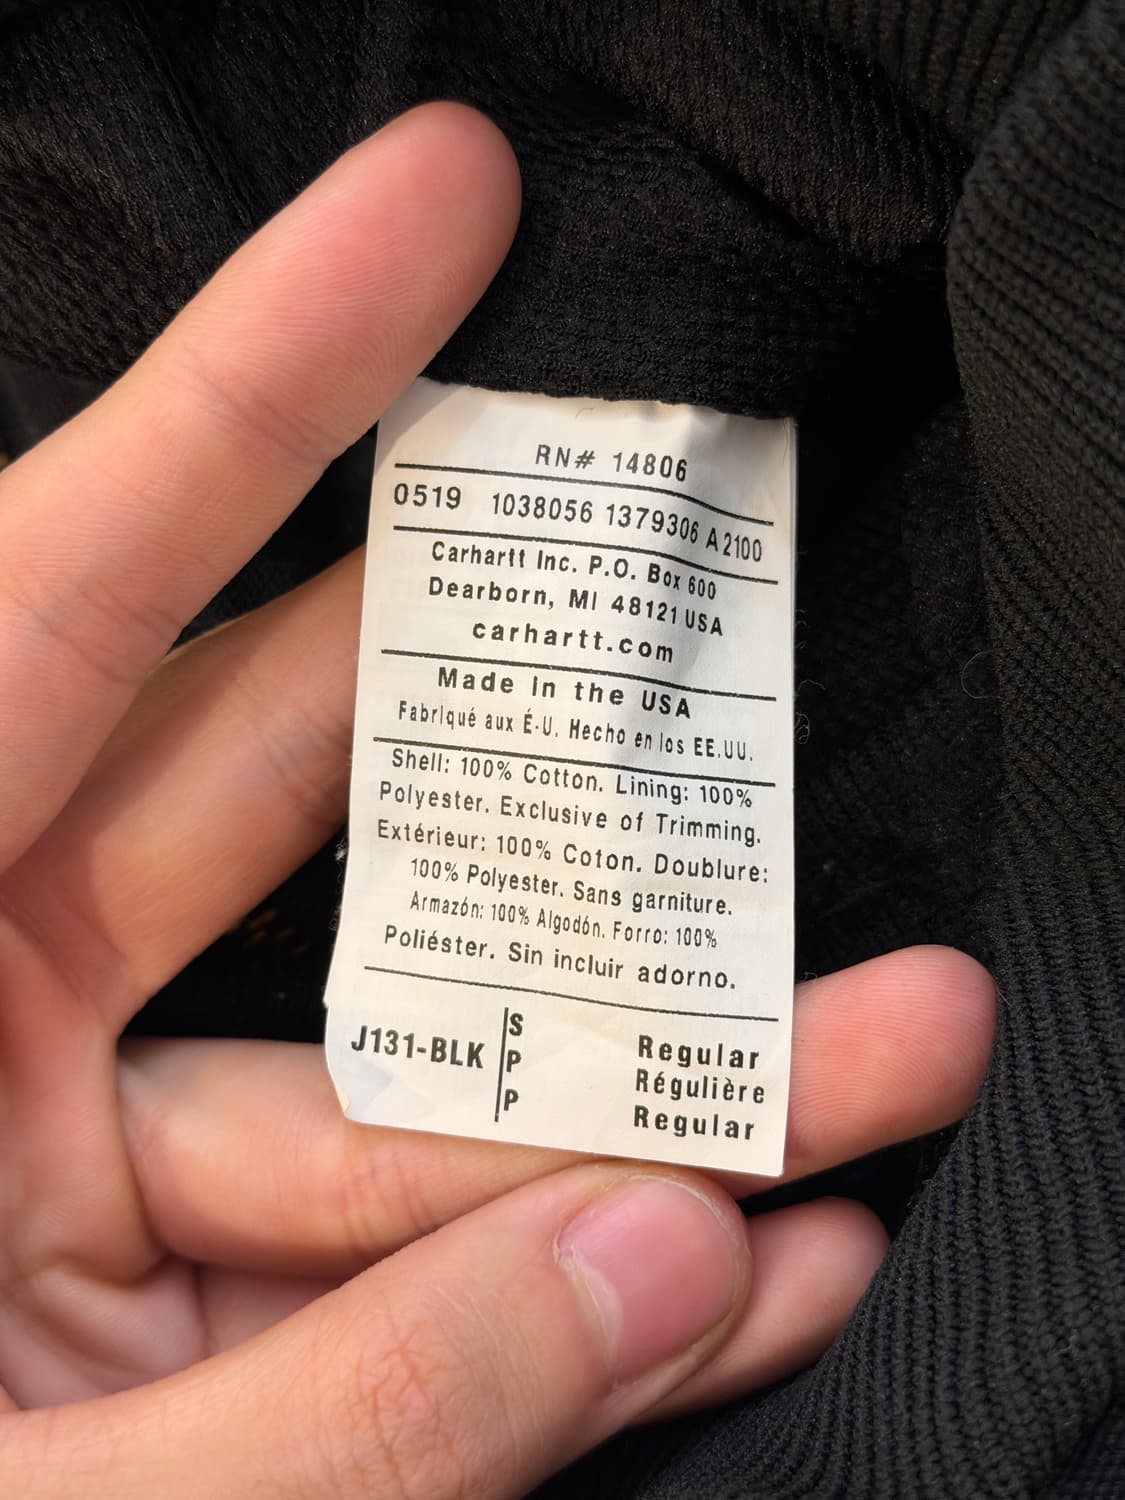 RN# 14806
0519 1038056 1379306 A2100
Carhartt Inc. P.O. Box 600
Dearborn, MI 48121 USA
carhartt.com
Made in the USA
Fabriqué aux É-U. Hecho en los EE.UU.
Shell: 100% Cotton. Lining: 100%
Polyester. Exclusive of Trimming.
Extérieur: 100% Coton. Doublure:
100% Polyester. Sans garniture.
Armazón: 100% Algodón. Forro: 100%
Poliéster. Sin incluir adorno.
J131-BLK
S Regular
P Régulière
P Regular